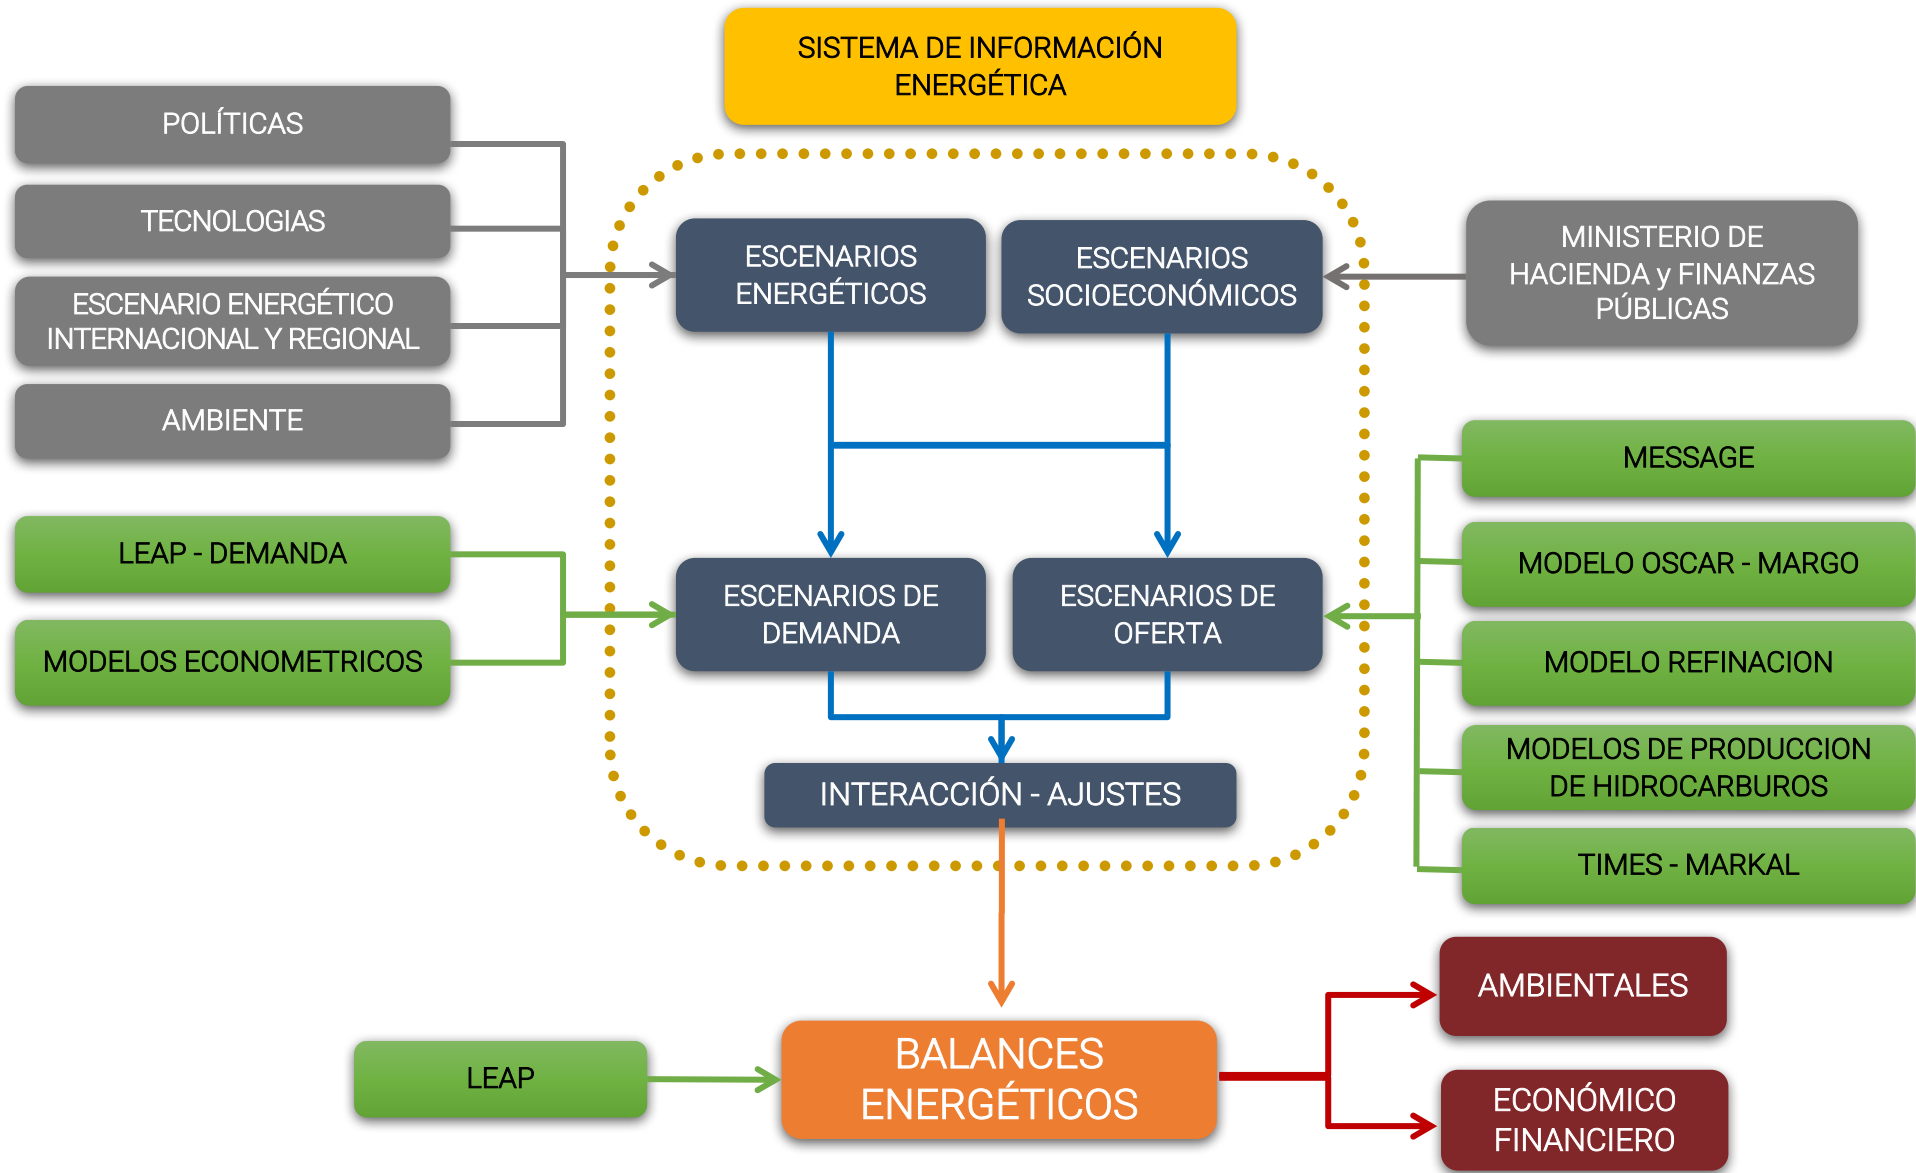 SISTEMA DE INFORMACIÓN
ENERGÉTICA
POLÍTICAS
TECNOLOGIAS
ESCENARIO ENERGÉTICO
INTERNACIONAL Y REGIONAL
AMBIENTE
ESCENARIOS
ENERGÉTICOS
ESCENARIOS
SOCIOECONÓMICOS
MINISTERIO DE
HACIENDA y FINANZAS
PÚBLICAS
LEAP - DEMANDA
MODELOS ECONOMETRICOS
ESCENARIOS DE
DEMANDA
ESCENARIOS DE
OFERTA
MESSAGE
MODELO OSCAR - MARGO
MODELO REFINACION
MODELOS DE PRODUCCION
DE HIDROCARBUROS
TIMES - MARKAL
INTERACCIÓN - AJUSTES
LEAP
BALANCES
ENERGÉTICOS
AMBIENTALES
ECONÓMICO
FINANCIERO